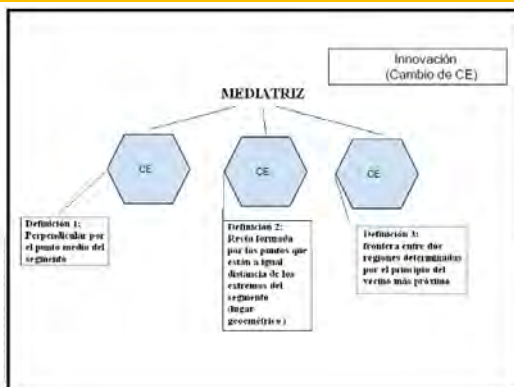 Innovación
(Cambio de CE)
MEDIATRIZ
CE
CE
CE
Definición 1:
Perpendicular por
el punto medio del
segmento
Definición 2:
Recta formada
por los puntos que
están a igual
distancia de los
extremos del
segmento
(lugar
geométrico)
Definición 3:
frontera entre dos
regiones determinadas
por el principio del
vecino más próximo